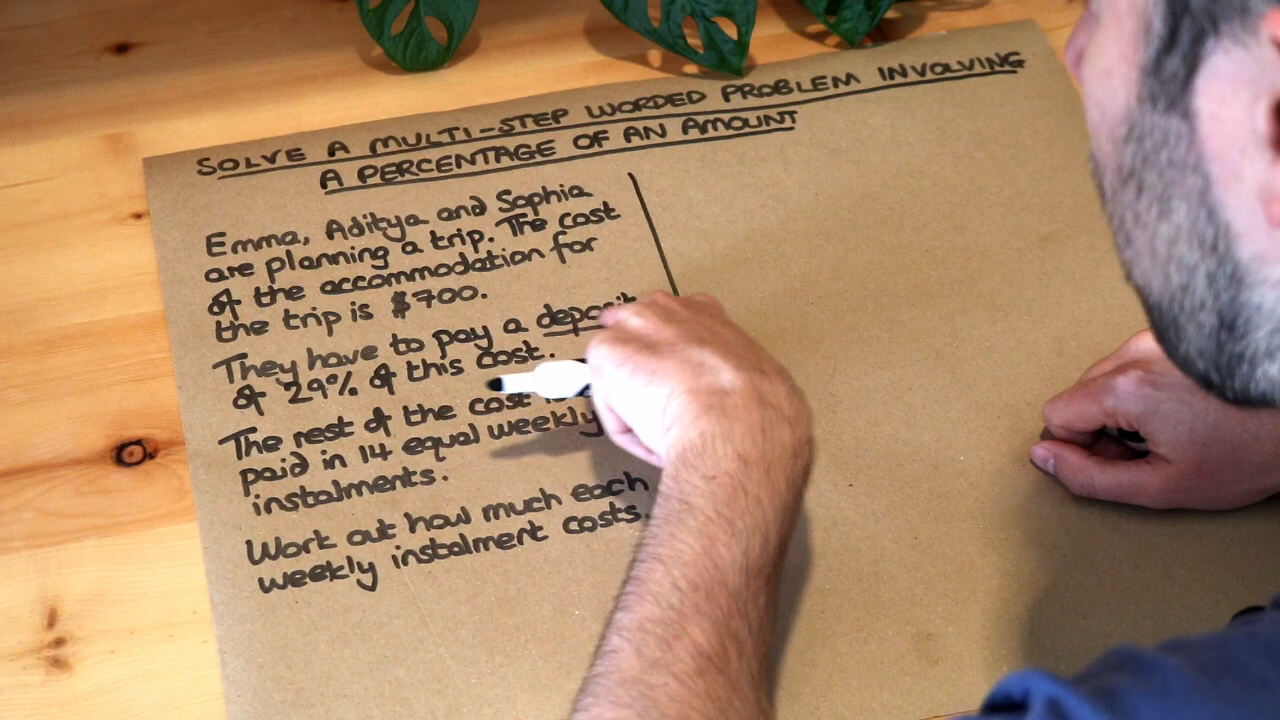 SOLVE A MULTI-STEP WORDED PROBLEM INVOLVING
A PERCENTAGE OF AN AMOUNT
Emma, Aditya and Sophia
are planning a trip. The cost
of the accommodation for
the trip is $700.
They have to pay a deposit
of 29% of this cost.
The rest of the cost is
paid in 14 equal weekly
instalments.
Work out how much each
weekly instalment costs.